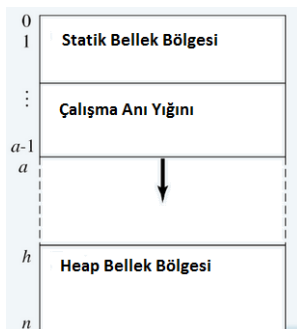 0
Statik Bellek Bölgesi
1
⋮
Çalışma Anı Yığını
a-1
a
h
Heap Bellek Bölgesi
n